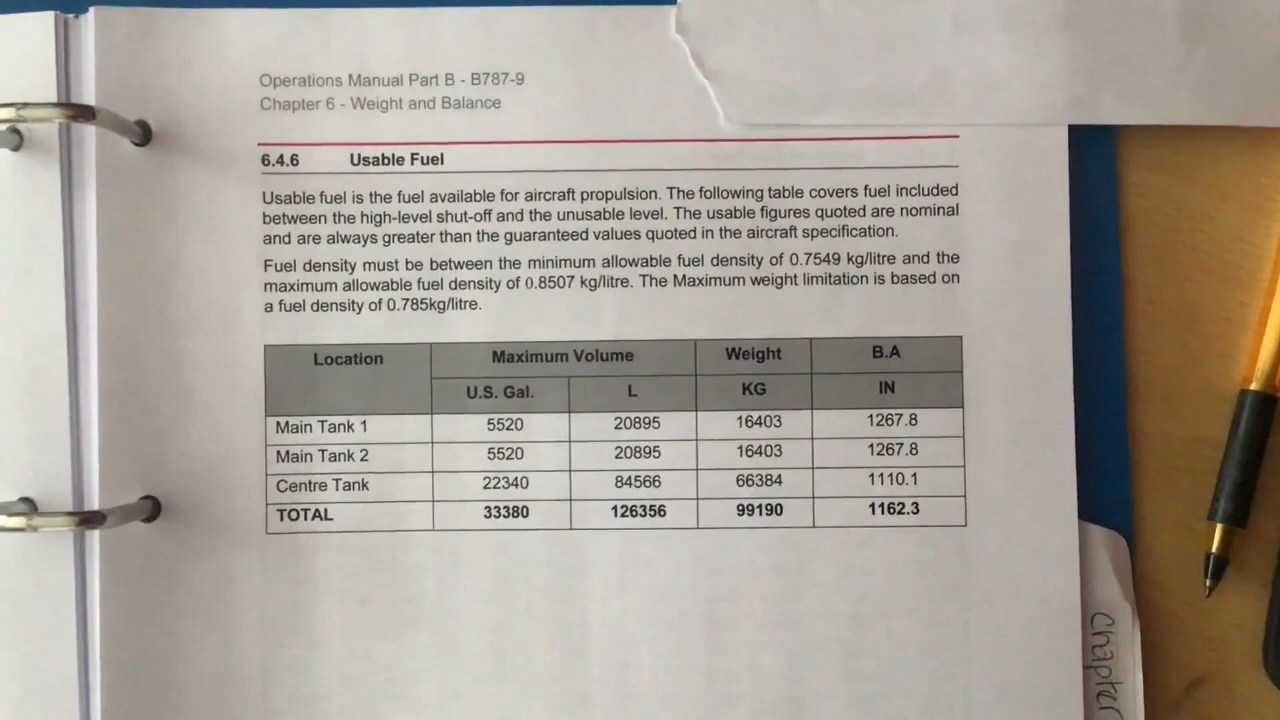 Operations Manual Part B - B787-9
Chapter 6 - Weight and Balance
6.4.6 Usable Fuel
Usable fuel is the fuel available for aircraft propulsion. The following table covers fuel included
between the high-level shut-off and the unusable level. The usable figures quoted are nominal
and are always greater than the guaranteed values quoted in the aircraft specification.
Fuel density must be between the minimum allowable fuel density of 0.7549 kg/litre and the
maximum allowable fuel density of 0.8507 kg/litre. The Maximum weight limitation is based on
a fuel density of 0.785kg/litre.
Location Maximum Volume Weight B.A
U.S. Gal. L KG IN
Main Tank 1 5520 20895 16403 1267.8
Main Tank 2 5520 20895 16403 1267.8
Centre Tank 22340 84566 66384 1110.1
TOTAL 33380 126356 99190 1162.3
Chapter